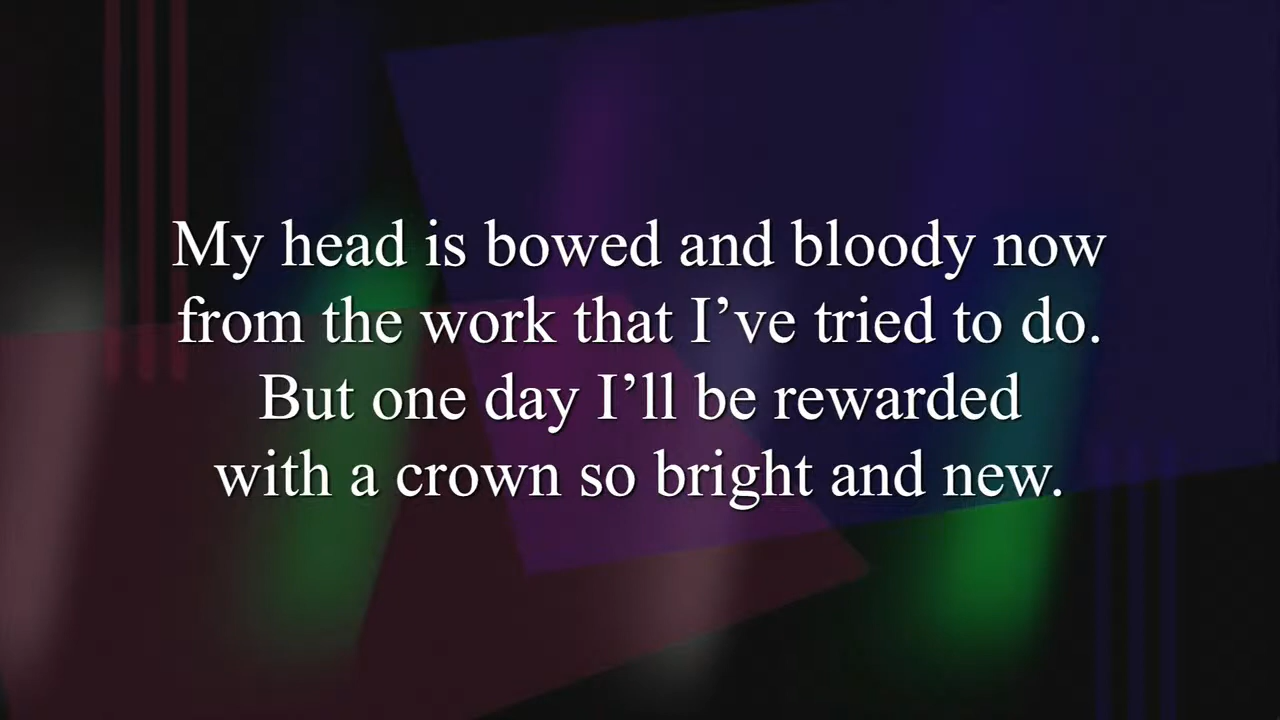 My head is bowed and bloody now
from the work that I’ve tried to do.
But one day I’ll be rewarded
with a crown so bright and new.